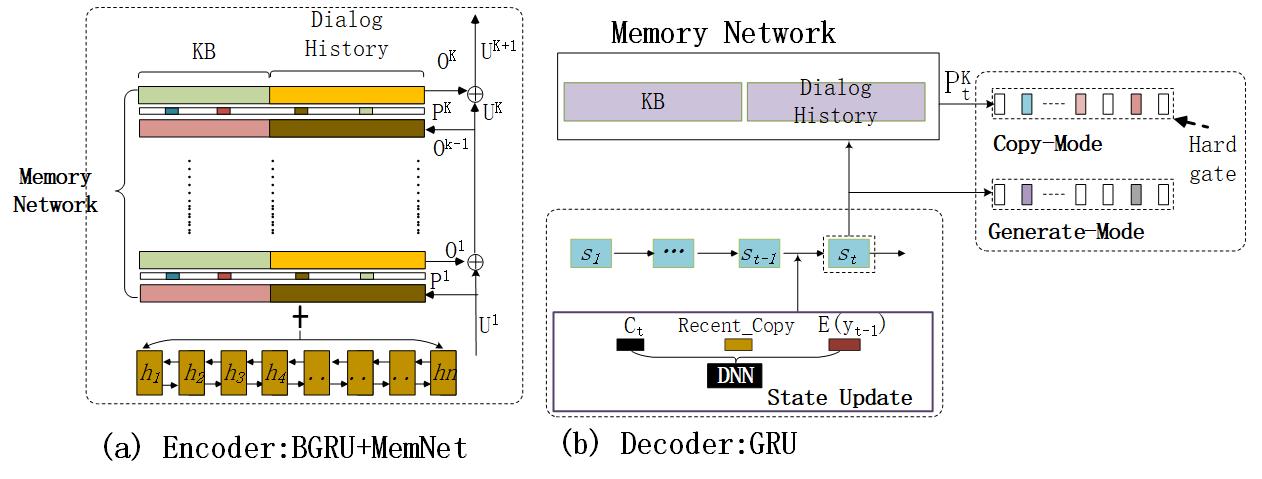 KB
Dialog
History
O^K
U^{K+1}
P^K
U^K
O^{k-1}
Memory
Network
O^1
P^1
U^1
+
h_1
h_2
h_3
h_4
..
..
..
hn
(a) Encoder:BGRU+MemNet
Memory Network
KB
Dialog
History
P_t^K
Copy-Mode
Hard
gate
Generate-Mode
S_1
...
S_{t-1}
S_t
C_t
Recent_Copy
E(y_{t-1})
DNN
State Update
(b) Decoder:GRU